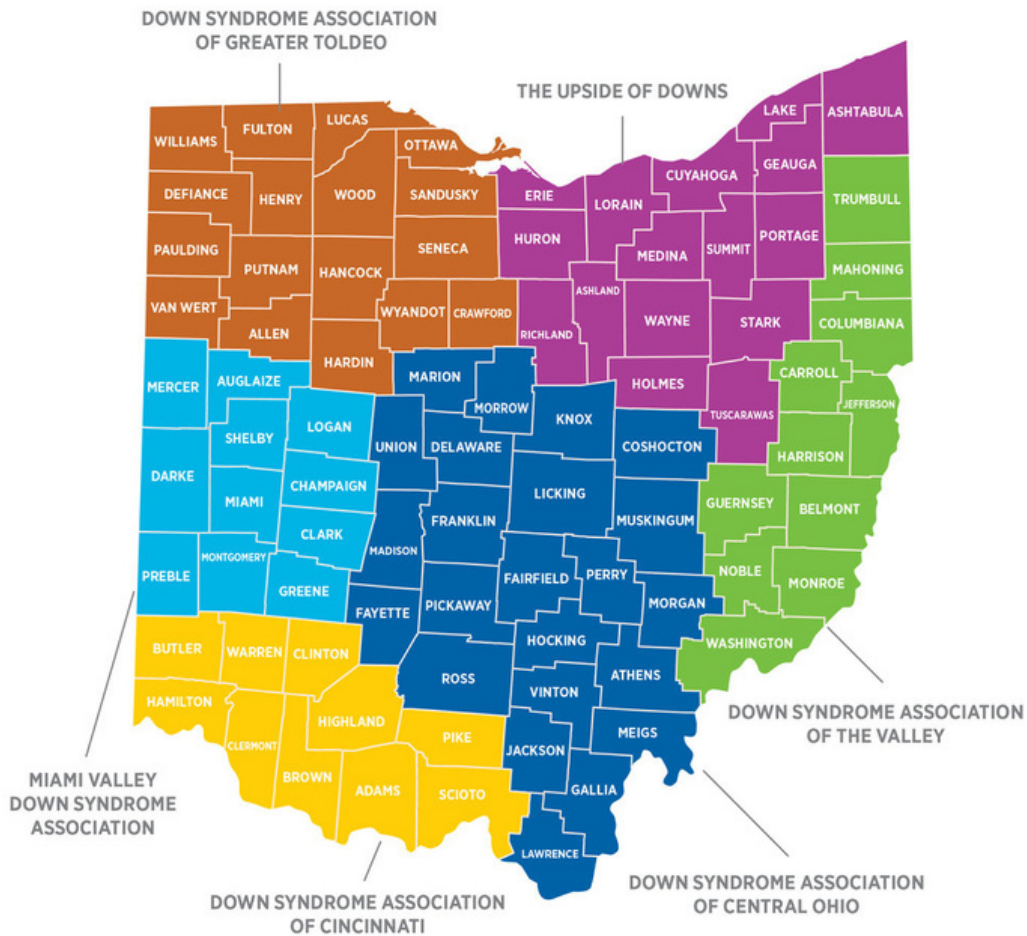 DOWN SYNDROME ASSOCIATION
OF GREATER TOLDEO
THE UPSIDE OF DOWNS
LAKE
ASHTABULA
LUCAS
FULTON
WILLIAMS
OTTAWA
GEAUGA
CUYAHOGA
DEFIANCE
HENRY
WOOD
SANDUSKY
ERIE
LORAIN
TRUMBULL
PAULDING
PUTNAM
HANCOCK
SENECA
HURON
MEDINA
SUMMIT
PORTAGE
MAHONING
VAN WERT
ALLEN
WYANDOT
CRAWFORD
RICHLAND
ASHLAND
WAYNE
STARK
COLUMBIANA
HARDIN
MERCER
AUGLAIZE
MARION
MORROW
HOLMES
CARROLL
JEFFERSON
TUSCARAWAS
LOGAN
SHELBY
UNION
DELAWARE
KNOX
COSHOCTON
HARRISON
DARKE
MIAMI
CHAMPAIGN
LICKING
GUERNSEY
BELMONT
CLARK
FRANKLIN
MUSKINGUM
MONTGOMERY
MADISON
PREBLE
GREENE
FAIRFIELD
PERRY
NOBLE
MONROE
FAYETTE
PICKAWAY
MORGAN
HOCKING
WASHINGTON
BUTLER
WARREN
CLINTON
ROSS
ATHENS
VINTON
HAMILTON
HIGHLAND
PIKE
MEIGS
CLERMONT
JACKSON
BROWN
ADAMS
SCIOTO
GALLIA
LAWRENCE
DOWN SYNDROME ASSOCIATION
OF THE VALLEY
MIAMI VALLEY
DOWN SYNDROME
ASSOCIATION
DOWN SYNDROME ASSOCIATION
OF CINCINNATI
DOWN SYNDROME ASSOCIATION
OF CENTRAL OHIO